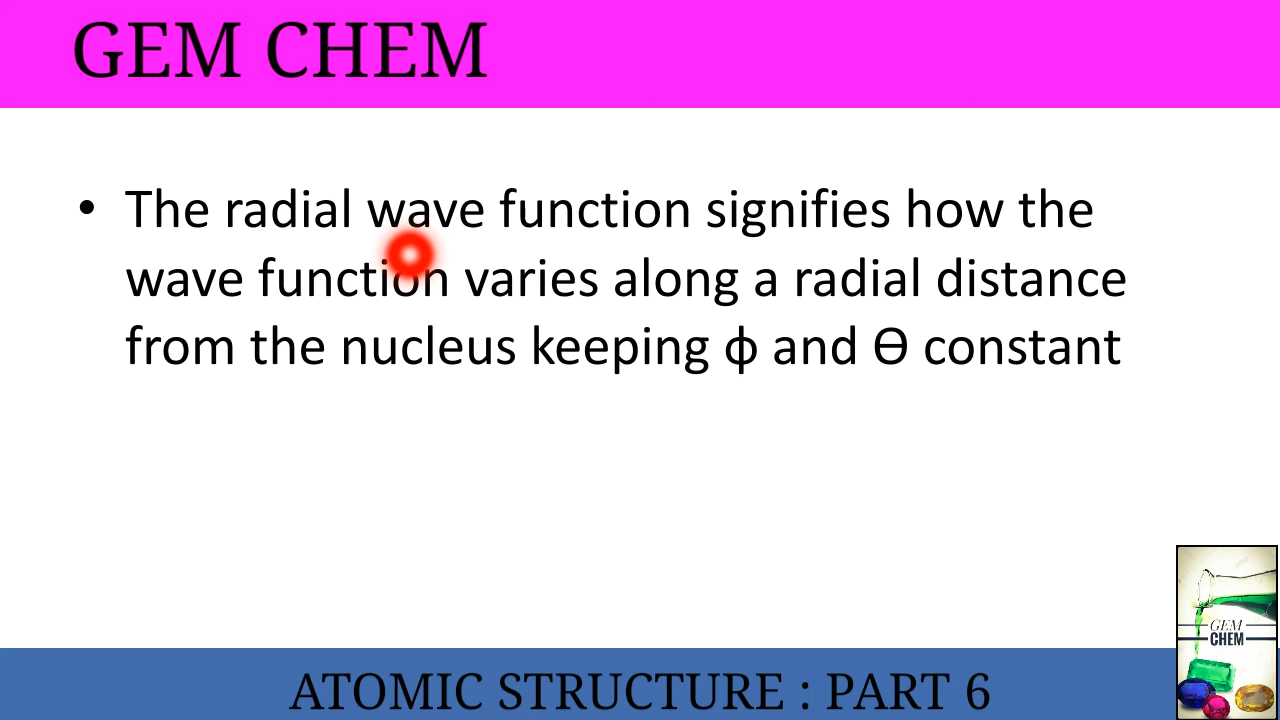 GEM CHEM
• The radial wave function signifies how the
wave function varies along a radial distance
from the nucleus keeping ϕ and ϴ constant
GEM
CHEM
ATOMIC STRUCTURE : PART 6